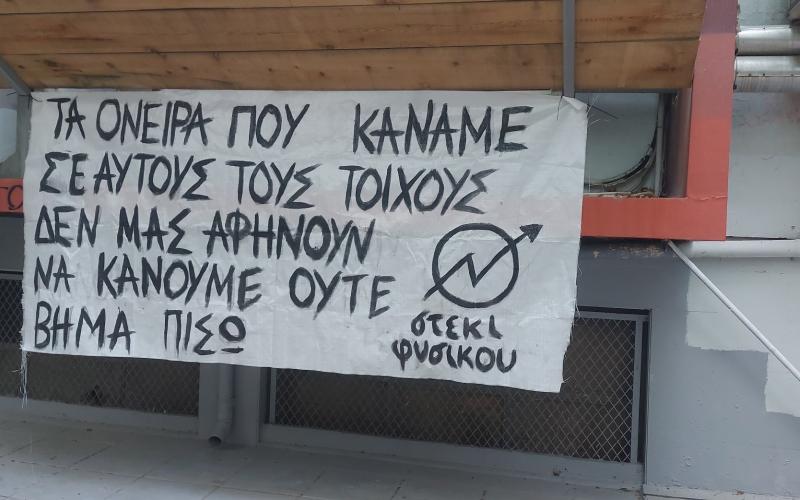 ΤΑ ΟΝΕΙΡΑ ΠΟΥ ΚΑΝΑΜΕ
ΣΕ ΑΥΤΟΥΣ ΤΟΥΣ ΤΟΙΧΟΥΣ
ΔΕΝ ΜΑΣ ΑΦΗΝΟΥΝ
ΝΑ ΚΑΝΟΥΜΕ ΟΥΤΕ
ΒΗΜΑ ΠΙΣΩ
στεκι
φυσικου